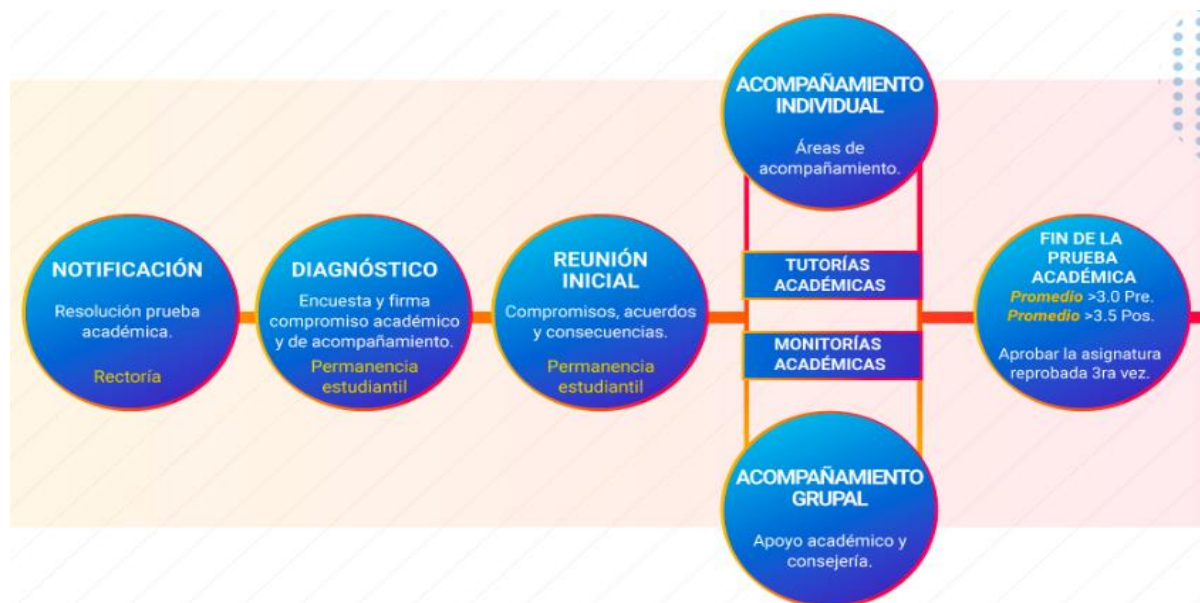 NOTIFICACIÓN
Resolución prueba
académica.
Rectoría
DIAGNÓSTICO
Encuesta y firma
compromiso académico
y de acompañamiento.
Permanencia
estudiantil
REUNIÓN
INICIAL
Compromisos, acuerdos
y consecuencias.
Permanencia
estudiantil
ACOMPAÑAMIENTO
INDIVIDUAL
Áreas de
acompañamiento.
TUTORÍAS
ACADÉMICAS
MONITORÍAS
ACADÉMICAS
ACOMPAÑAMIENTO
GRUPAL
Apoyo académico y
consejería.
FIN DE LA
PRUEBA
ACADÉMICA
Promedio >3.0 Pre.
Promedio >3.5 Pos.
Aprobar la asignatura
reprobada 3ra vez.